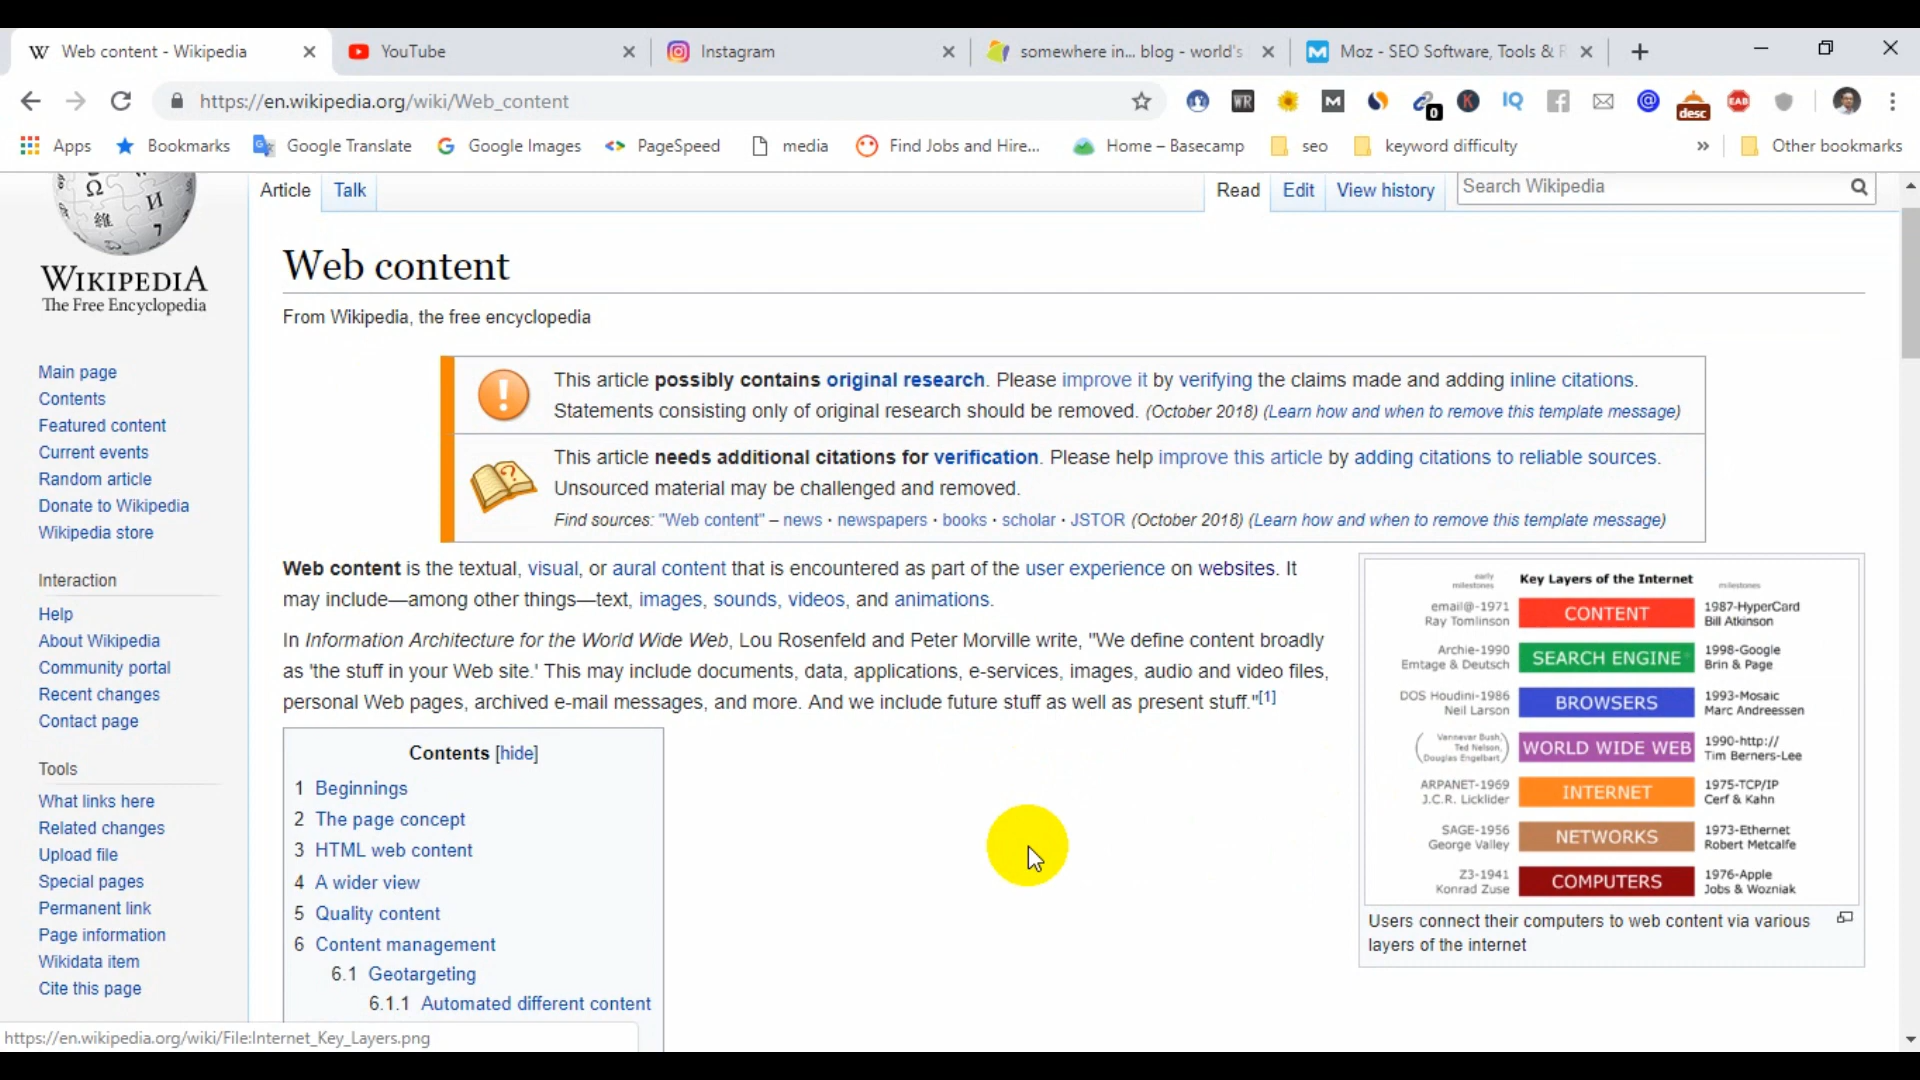 Web content - Wikipedia
YouTube
Instagram
somewhere in... blog - world's
Moz - SEO Software, Tools & R
https://en.wikipedia.org/wiki/Web_content
WR
M
0
K
IQ
desc
EAB
Apps
Bookmarks
Google Translate
Google Images
PageSpeed
media
Find Jobs and Hire...
Home – Basecamp
seo
keyword difficulty
»
Other bookmarks
WIKIPEDIA
The Free Encyclopedia
Main page
Contents
Featured content
Current events
Random article
Donate to Wikipedia
Wikipedia store
Interaction
Help
About Wikipedia
Community portal
Recent changes
Contact page
Tools
What links here
Related changes
Upload file
Special pages
Permanent link
Page information
Wikidata item
Cite this page
Article
Talk
Read
Edit
View history
Search Wikipedia
Web content
From Wikipedia, the free encyclopedia
This article possibly contains original research. Please improve it by verifying the claims made and adding inline citations.
Statements consisting only of original research should be removed. (October 2018) (Learn how and when to remove this template message)
This article needs additional citations for verification. Please help improve this article by adding citations to reliable sources.
Unsourced material may be challenged and removed.
Find sources: "Web content" – news · newspapers · books · scholar · JSTOR (October 2018) (Learn how and when to remove this template message)
Web content is the textual, visual, or aural content that is encountered as part of the user experience on websites. It
may include—among other things—text, images, sounds, videos, and animations.
In Information Architecture for the World Wide Web, Lou Rosenfeld and Peter Morville write, "We define content broadly
as 'the stuff in your Web site.' This may include documents, data, applications, e-services, images, audio and video files,
personal Web pages, archived e-mail messages, and more. And we include future stuff as well as present stuff."[1]
Contents [hide]
1 Beginnings
2 The page concept
3 HTML web content
4 A wider view
5 Quality content
6 Content management
6.1 Geotargeting
6.1.1 Automated different content
early
milestones
Key Layers of the Internet
milestones
email@-1971
Ray Tomlinson
CONTENT
1987-HyperCard
Bill Atkinson
Archie-1990
Emtage & Deutsch
SEARCH ENGINE
1998-Google
Brin & Page
DOS Houdini-1986
Neil Larson
BROWSERS
1993-Mosaic
Marc Andreessen
Vannever Bush,
Ted Nelson,
Douglas Engelbart
WORLD WIDE WEB
1990-http://
Tim Berners-Lee
ARPANET-1969
J.C.R. Licklider
INTERNET
1975-TCP/IP
Cerf & Kahn
SAGE-1956
George Valley
NETWORKS
1973-Ethernet
Robert Metcalfe
Z3-1941
Konrad Zuse
COMPUTERS
1976-Apple
Jobs & Wozniak
Users connect their computers to web content via various
layers of the internet
https://en.wikipedia.org/wiki/File:Internet_Key_Layers.png